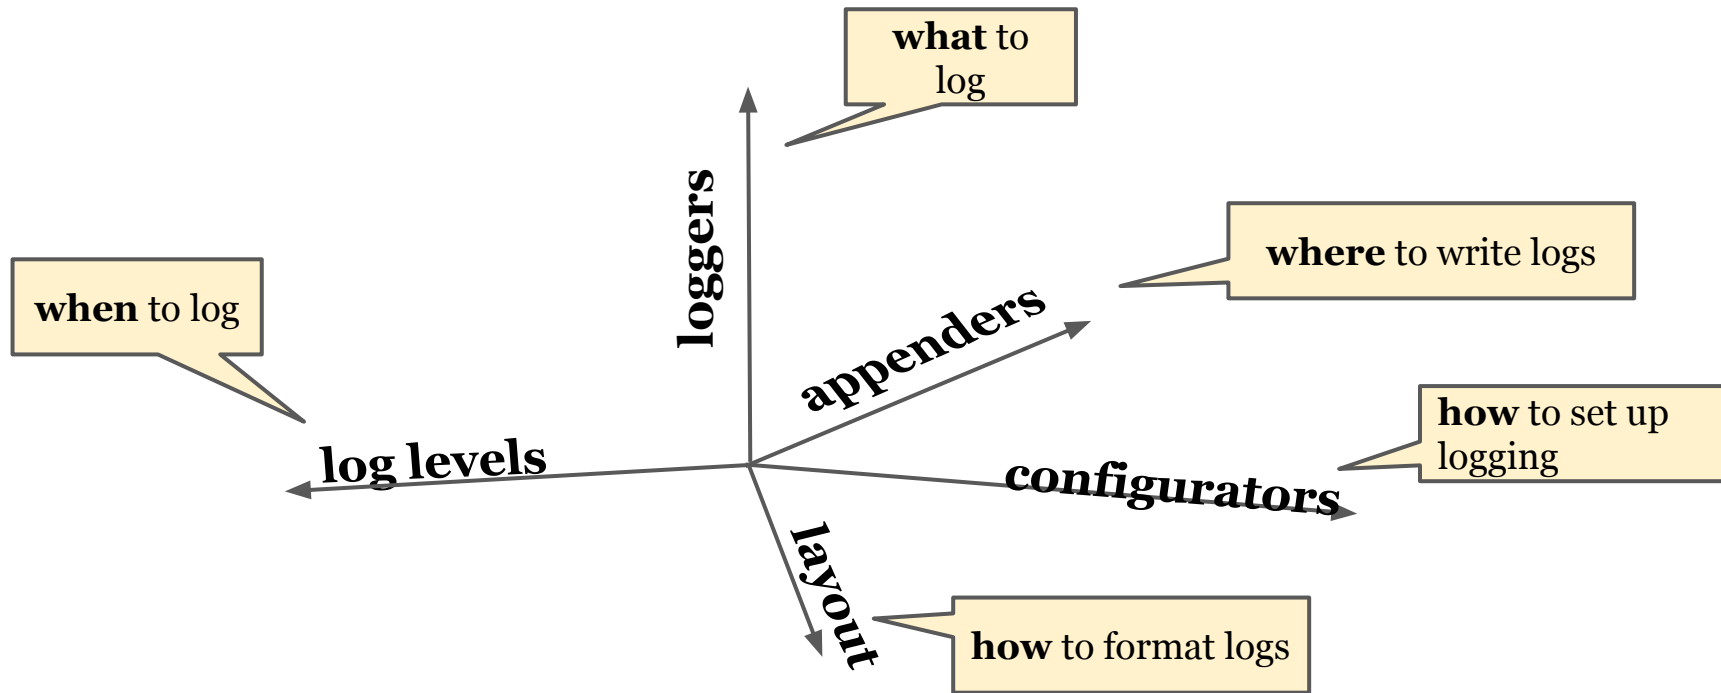 what to
log
loggers
where to write logs
when to log
appenders
how to set up
logging
log levels
configurators
layout
how to format logs